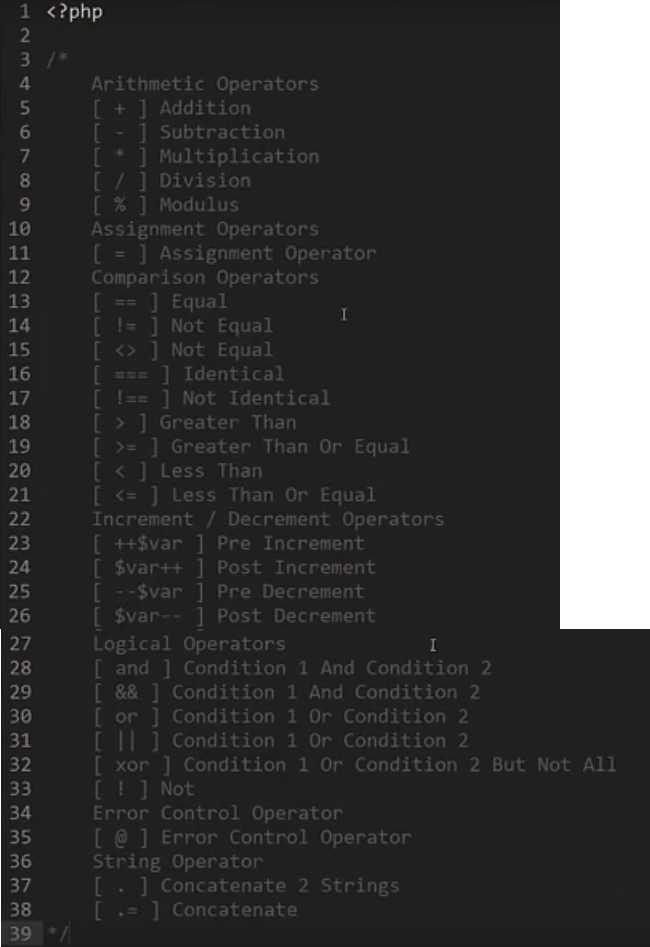 1 <?php
2
3 /*
4 Arithmetic Operators
5 [ + ] Addition
6 [ - ] Subtraction
7 [ * ] Multiplication
8 [ / ] Division
9 [ % ] Modulus
10 Assignment Operators
11 [ = ] Assignment Operator
12 Comparison Operators
13 [ == ] Equal
14 [ != ] Not Equal
15 [ <> ] Not Equal
16 [ === ] Identical
17 [ !== ] Not Identical
18 [ > ] Greater Than
19 [ >= ] Greater Than Or Equal
20 [ < ] Less Than
21 [ <= ] Less Than Or Equal
22 Increment / Decrement Operators
23 [ ++$var ] Pre Increment
24 [ $var++ ] Post Increment
25 [ --$var ] Pre Decrement
26 [ $var-- ] Post Decrement
27 Logical Operators
28 [ and ] Condition 1 And Condition 2
29 [ && ] Condition 1 And Condition 2
30 [ or ] Condition 1 Or Condition 2
31 [ || ] Condition 1 Or Condition 2
32 [ xor ] Condition 1 Or Condition 2 But Not All
33 [ ! ] Not
34 Error Control Operator
35 [ @ ] Error Control Operator
36 String Operator
37 [ . ] Concatenate 2 Strings
38 [ .= ] Concatenate
39 */